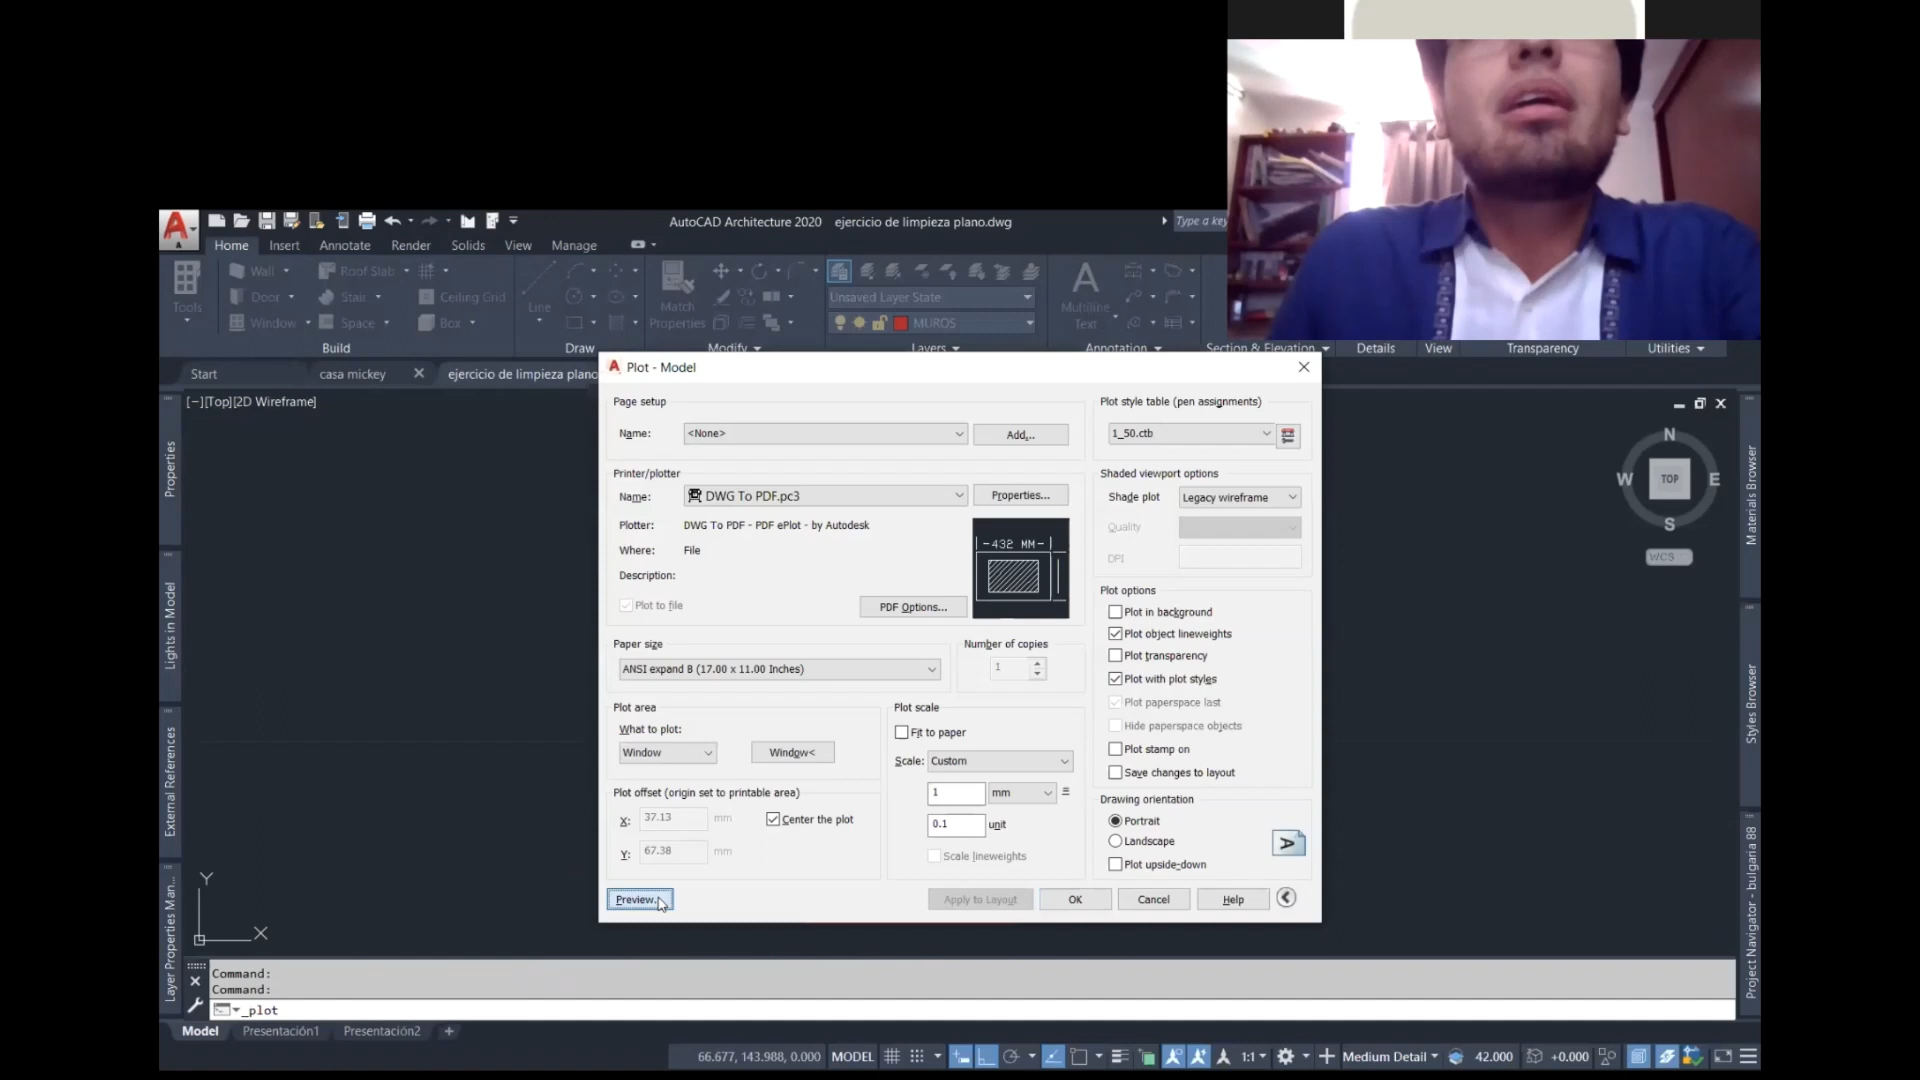 AutoCAD Architecture 2020 ejercicio de limpieza plano.dwg
Type a key
Home Insert Annotate Render Solids View Manage
Wall Roof Slab
Tools Door Stair Ceiling Grid Line Match Properties Unsaved Layer State Multiline Text
Window Space Box MUROS
Build Draw Modify Layers Annotation Section & Elevation Details View Transparency Utilities
Start casa mickey ejercicio de limpieza plano
[−][Top][2D Wireframe]
Properties
Lights in Model
External References
Layer Properties Man...
Plot - Model
Page setup
Name: <None> Add...
Printer/plotter
Name: DWG To PDF.pc3 Properties...
Plotter: DWG To PDF - PDF ePlot - by Autodesk
Where: File
Description:
Plot to file PDF Options...
432 MM
Paper size
ANSI expand B (17.00 x 11.00 Inches)
Number of copies
1
Plot area
What to plot:
Window Window<
Plot offset (origin set to printable area)
X: 37.13 mm Center the plot
Y: 67.38 mm
Plot scale
Fit to paper
Scale: Custom
1 mm =
0.1 unit
Scale lineweights
Plot style table (pen assignments)
1_50.ctb
Shaded viewport options
Shade plot Legacy wireframe
Quality
DPI
Plot options
Plot in background
Plot object lineweights
Plot transparency
Plot with plot styles
Plot paperspace last
Hide paperspace objects
Plot stamp on
Save changes to layout
Drawing orientation
Portrait
Landscape
Plot upside-down
A
Preview... Apply to Layout OK Cancel Help
N
W TOP E
S
WCS
Materials Browser
Styles Browser
Project Navigator - bulgaria 88
Y
X
Command:
Command:
_plot
Model Presentación1 Presentación2 +
66.677, 143.988, 0.000 MODEL 1:1 Medium Detail 42.000 +0.000